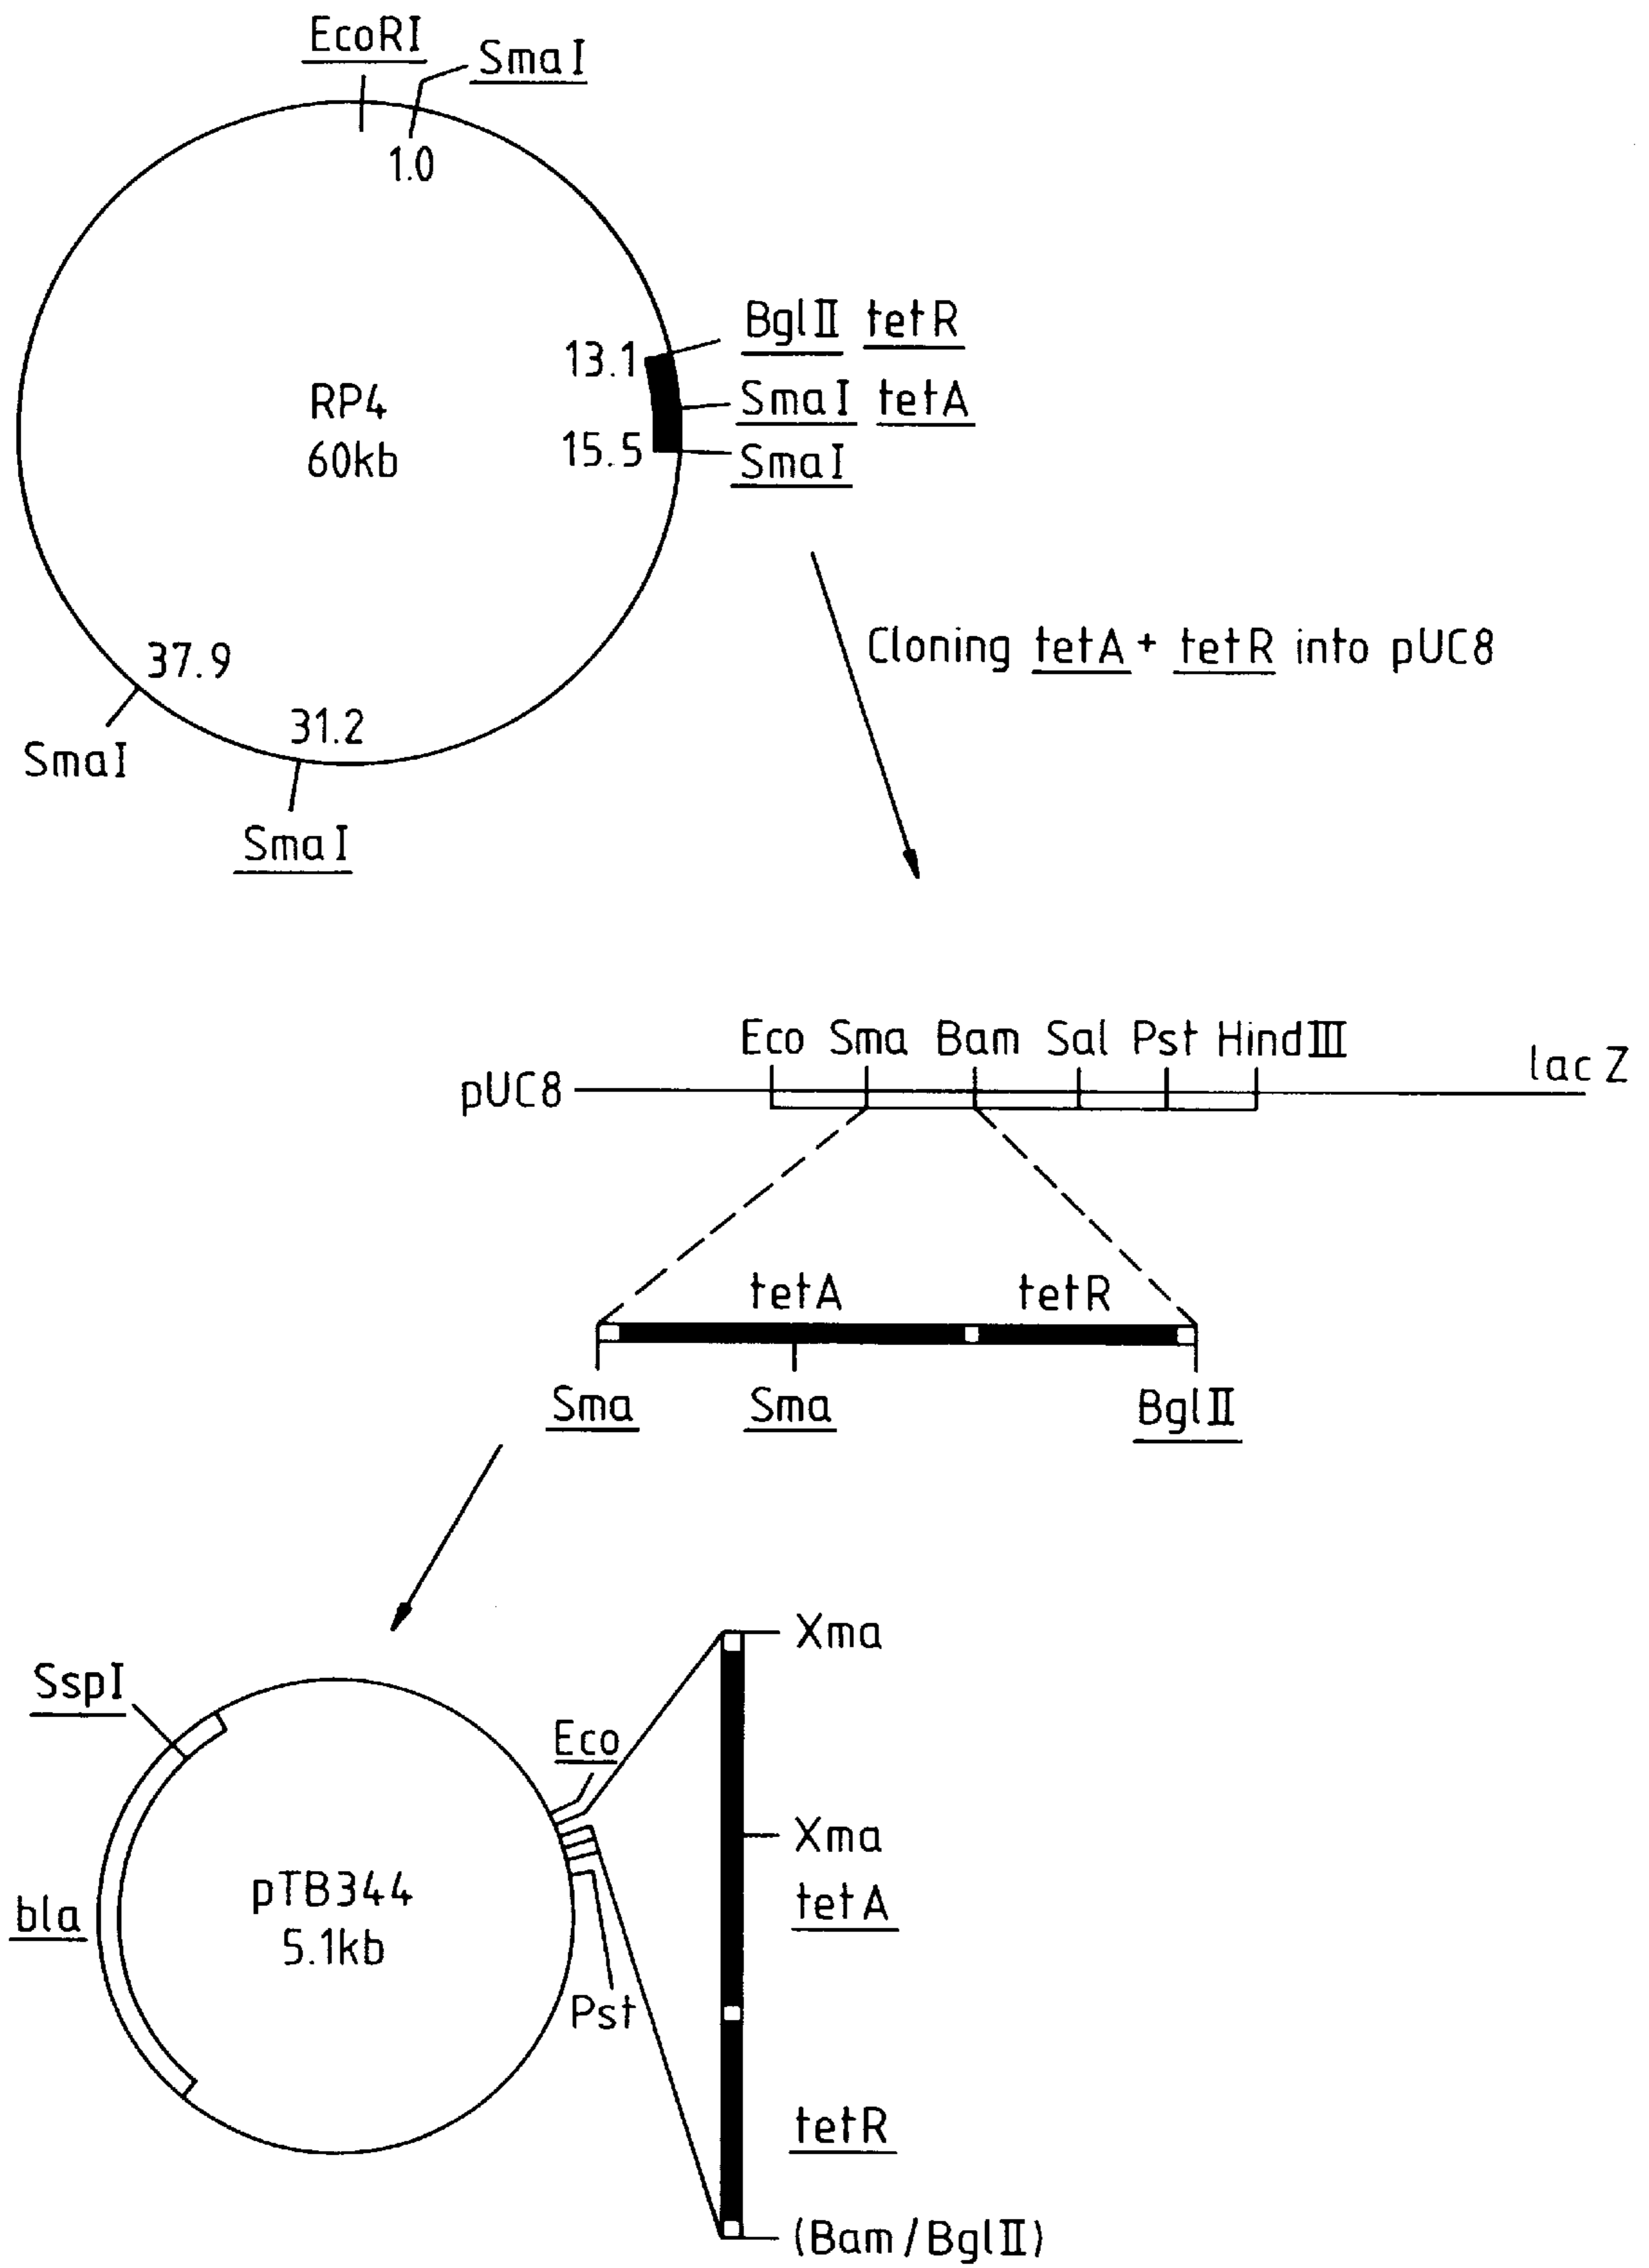 EcoRI
SmaI
1.0
BglII tetR
13.1
SmaI tetA
RP4
60kb
15.5
SmaI
Cloning tetA + tetR into pUC8
37.9
31.2
SmaI
SmaI
Eco Sma Bam Sal Pst HindIII
pUC8
lac Z
tetA tetR
Sma Sma BglII
Xma
SspI
Eco
Xma
pTB344
5.1kb
tetA
bla
Pst
tetR
(Bam/BglII)